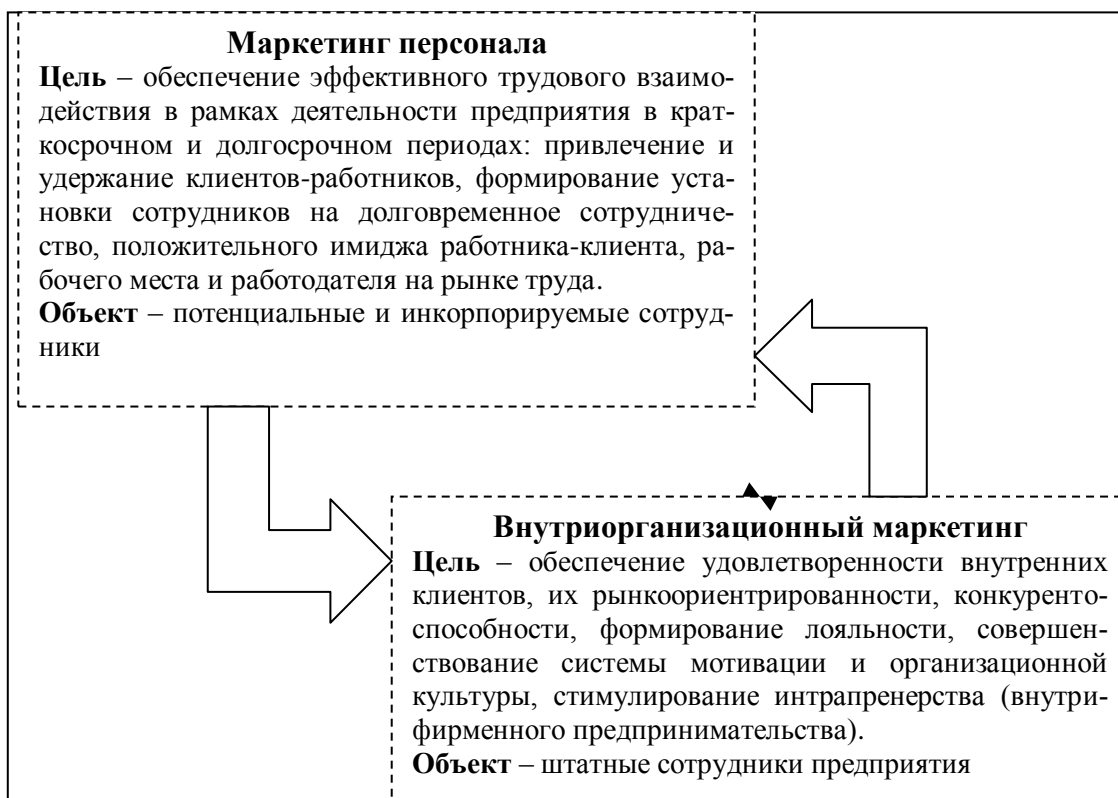 Маркетинг персонала
Цель – обеспечение эффективного трудового взаимо-
действия в рамках деятельности предприятия в крат-
косрочном и долгосрочном периодах: привлечение и
удержание клиентов-работников, формирование уста-
новки сотрудников на долговременное сотрудниче-
ство, положительного имиджа работника-клиента, ра-
бочего места и работодателя на рынке труда.
Объект – потенциальные и инкорпорируемые сотруд-
ники
Внутриорганизационный маркетинг
Цель – обеспечение удовлетворенности внутренних
клиентов, их рынкоориентрированности, конкуренто-
способности, формирование лояльности, совершен-
ствование системы мотивации и организационной
культуры, стимулирование интрапренерства (внутри-
фирменного предпринимательства).
Объект – штатные сотрудники предприятия